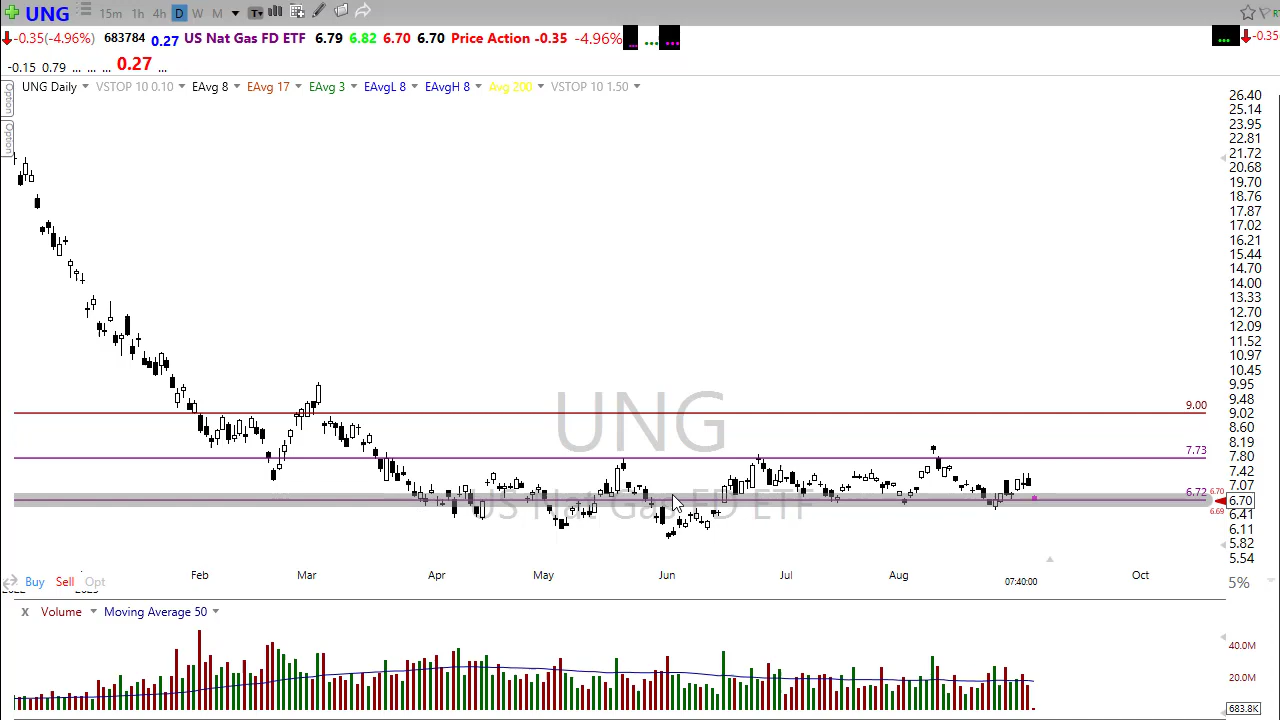 UNG 15m 1h 4h D W M T
-0.35(-4.96%) 683784 0.27 US Nat Gas FD ETF 6.79 6.82 6.70 6.70 Price Action -0.35 -4.96% ... ... ... ... -0.35
-0.15 0.79 ... ... ... 0.27 ...
UNG Daily VSTOP 10 0.10 EAvg 8 EAvg 17 EAvg 3 EAvgL 8 EAvgH 8 Avg 200 VSTOP 10 1.50
Option
Option
26.40
25.14
23.95
22.81
21.72
20.68
19.70
18.76
17.87
17.02
16.21
15.44
14.70
14.00
13.33
12.70
12.09
11.52
10.97
10.45
9.95
9.48
9.00
9.02
8.60
8.19
7.73
7.80
7.42
7.07
6.72 6.70
6.70
6.69
6.41
6.11
5.82
5.54
UNG
US Nat Gas FD ETF
Feb Mar Apr May Jun Jul Aug Oct
Buy Sell Opt 07:40:00 5%
X Volume Moving Average 50
40.0M
20.0M
683.8K